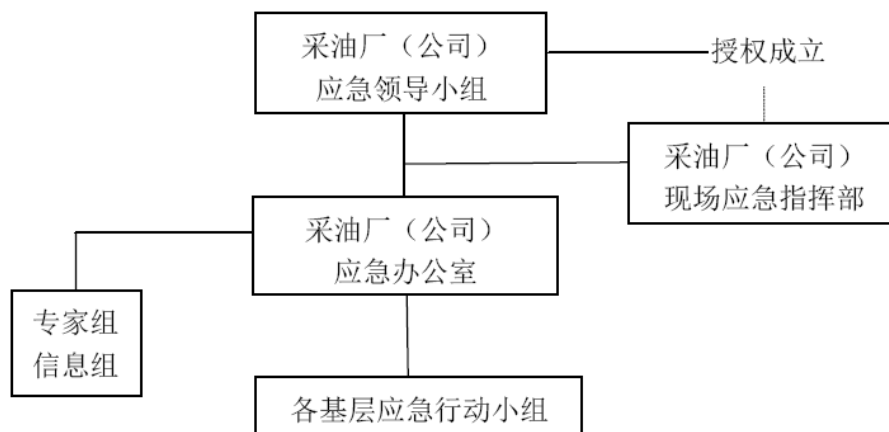 采油厂（公司）
应急领导小组
授权成立
采油厂（公司）
现场应急指挥部
采油厂（公司）
应急办公室
专家组
信息组
各基层应急行动小组